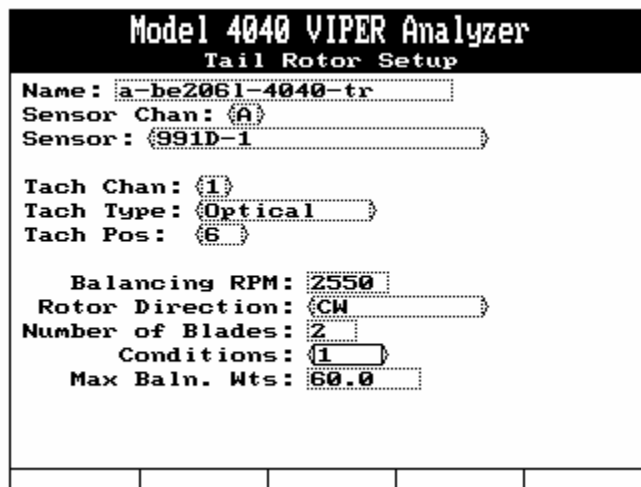 Model 4040 VIPER Analyzer
Tail Rotor Setup
Name: a-be206l-4040-tr
Sensor Chan: {A}
Sensor: {991D-1}
Tach Chan: {1}
Tach Type: {Optical}
Tach Pos: {6}
Balancing RPM: 2550
Rotor Direction: {CW}
Number of Blades: 2
Conditions: {1}
Max Baln. Wts: 60.0